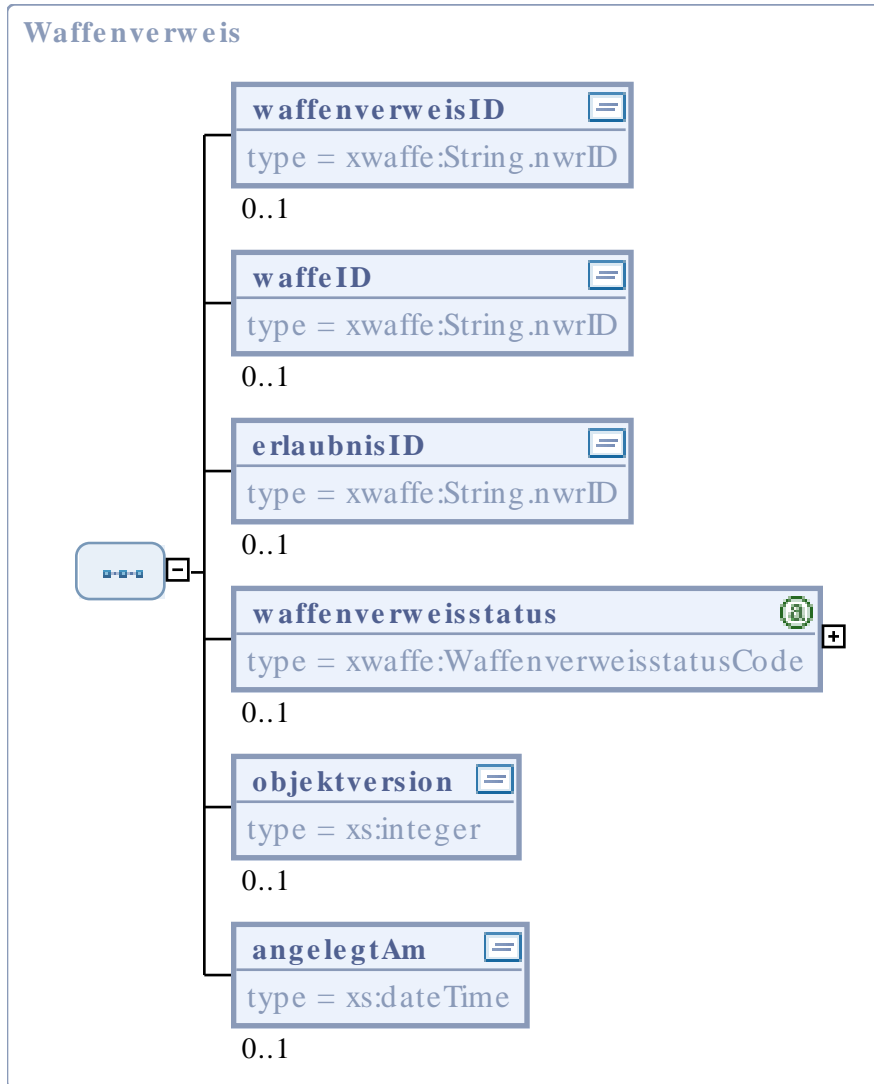 Waffenverweis
waffenverweisID
type = xwaffe:String.nwrID
0..1
waffeID
type = xwaffe:String.nwrID
0..1
erlaubnisID
type = xwaffe:String.nwrID
0..1
waffenverweisstatus
type = xwaffe:WaffenverweisstatusCode
0..1
objektversion
type = xs:integer
0..1
angelegtAm
type = xs:dateTime
0..1